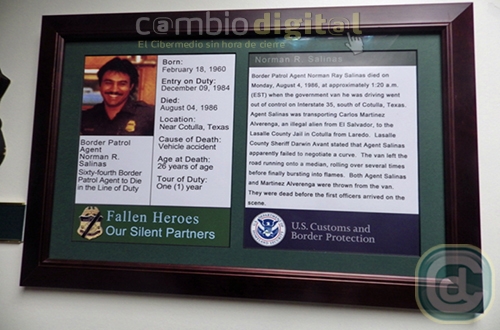 cambiodigital
El Cibermedio sin hora de cierre
Born:
February 18, 1960
Entry on Duty:
December 09, 1984
Died:
August 04, 1986
Location:
Near Cotulla, Texas
Cause of Death:
Vehicle accident
Age at Death:
26 years of age
Tour of Duty:
One (1) year
Border Patrol
Agent
Norman R.
Salinas
Sixty-fourth Border
Patrol Agent to Die
in the Line of Duty
Fallen Heroes
Our Silent Partners
Norman R. Salinas
Border Patrol Agent Norman Ray Salinas died on
Monday, August 4, 1986, at approximately 1:20 a.m.
(EST) when the government van he was driving went
out of control on Interstate 35, south of Cotulla, Texas.
Agent Salinas was transporting Carlos Martinez
Alverenga, an illegal alien from El Salvador, to the
Lasalle County Jail in Cotulla from Laredo. Lasalle
County Sheriff Darwin Avant stated that Agent Salinas
apparently failed to negotiate a curve. The van left the
road running onto a median, rolling over several times
before finally bursting into flames. Both Agent Salinas
and Martinez Alverenga were thrown from the van.
They were dead before the first officers arrived on the
scene.
U.S. Customs and
Border Protection